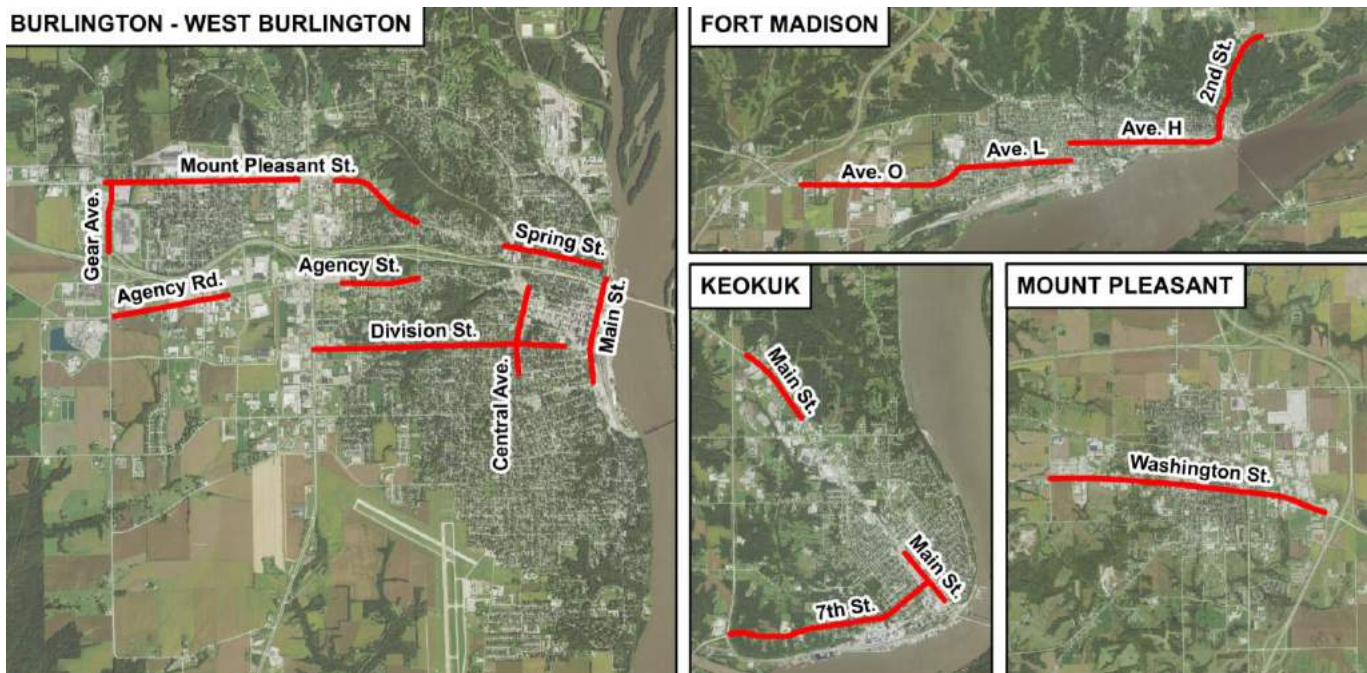 BURLINGTON - WEST BURLINGTON
Mount Pleasant St.
Gear Ave.
Agency Rd.
Agency St.
Spring St.
Main St.
Division St.
Central Ave.
FORT MADISON
2nd St.
Ave. H
Ave. L
Ave. O
KEOKUK
Main St.
Main St.
7th St.
MOUNT PLEASANT
Washington St.